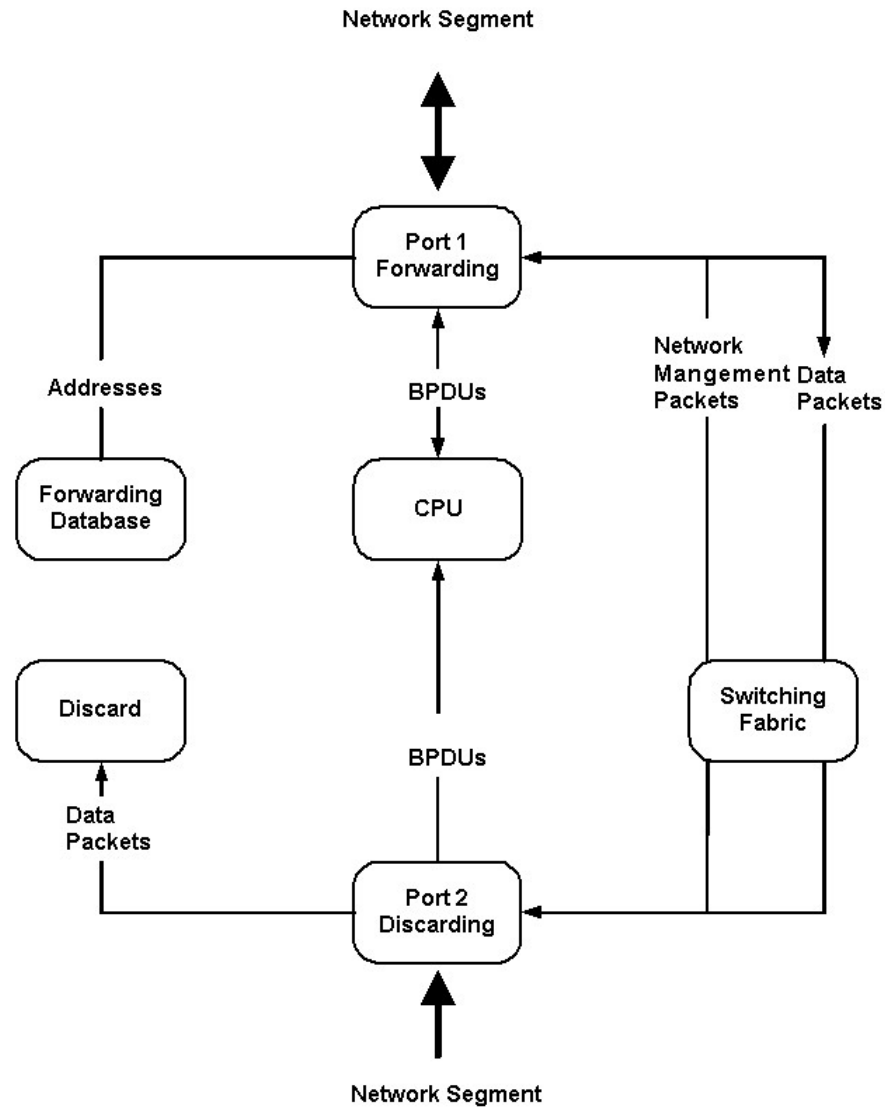 Network Segment
Port 1
Forwarding
Network
Mangement
Packets
Data
Packets
Addresses
BPDUs
Forwarding
Database
CPU
Discard
Switching
Fabric
BPDUs
Data
Packets
Port 2
Discarding
Network Segment